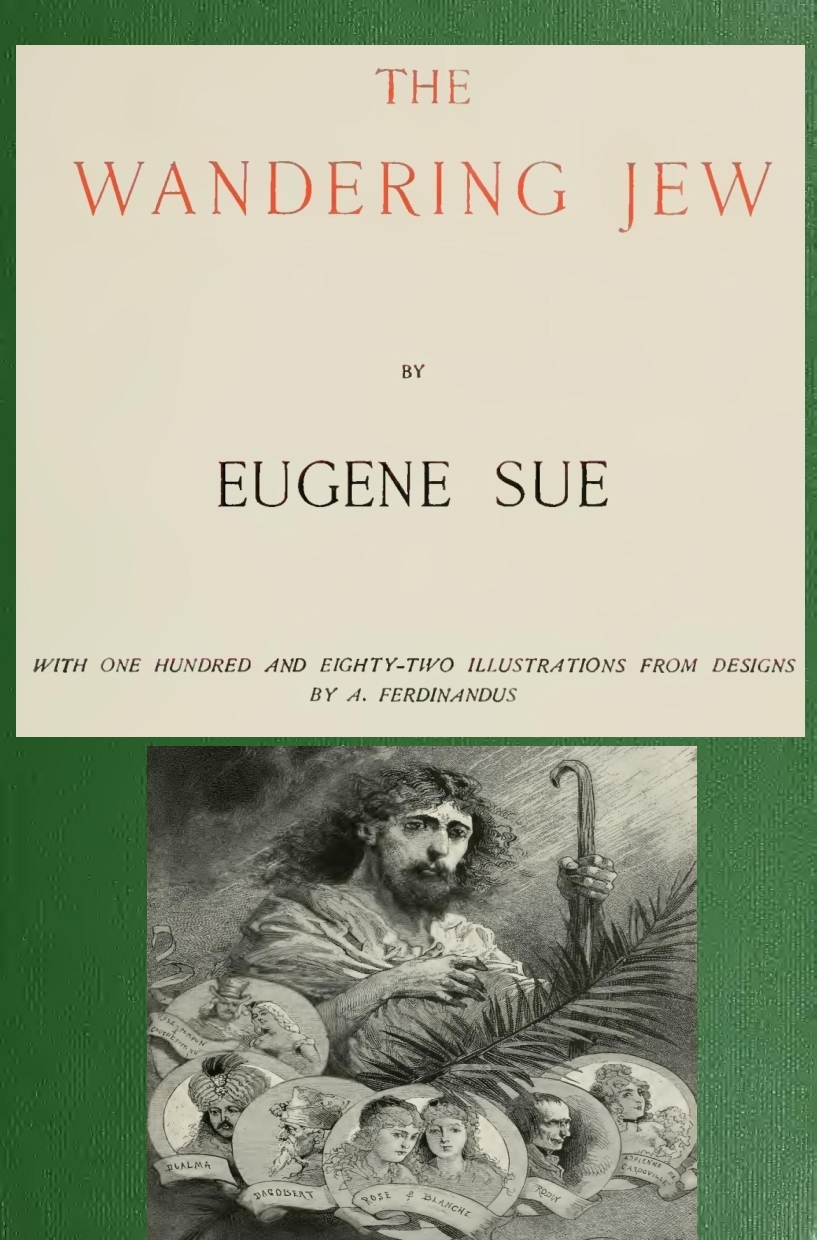 THE
WANDERING JEW
BY
EUGENE SUE
WITH ONE HUNDRED AND EIGHTY-TWO ILLUSTRATIONS FROM DESIGNS
BY A. FERDINANDUS
DJALMA
DAGOBERT
ROSE & BLANCHE
RODIN
ADRIENNE
CARDOVILLE